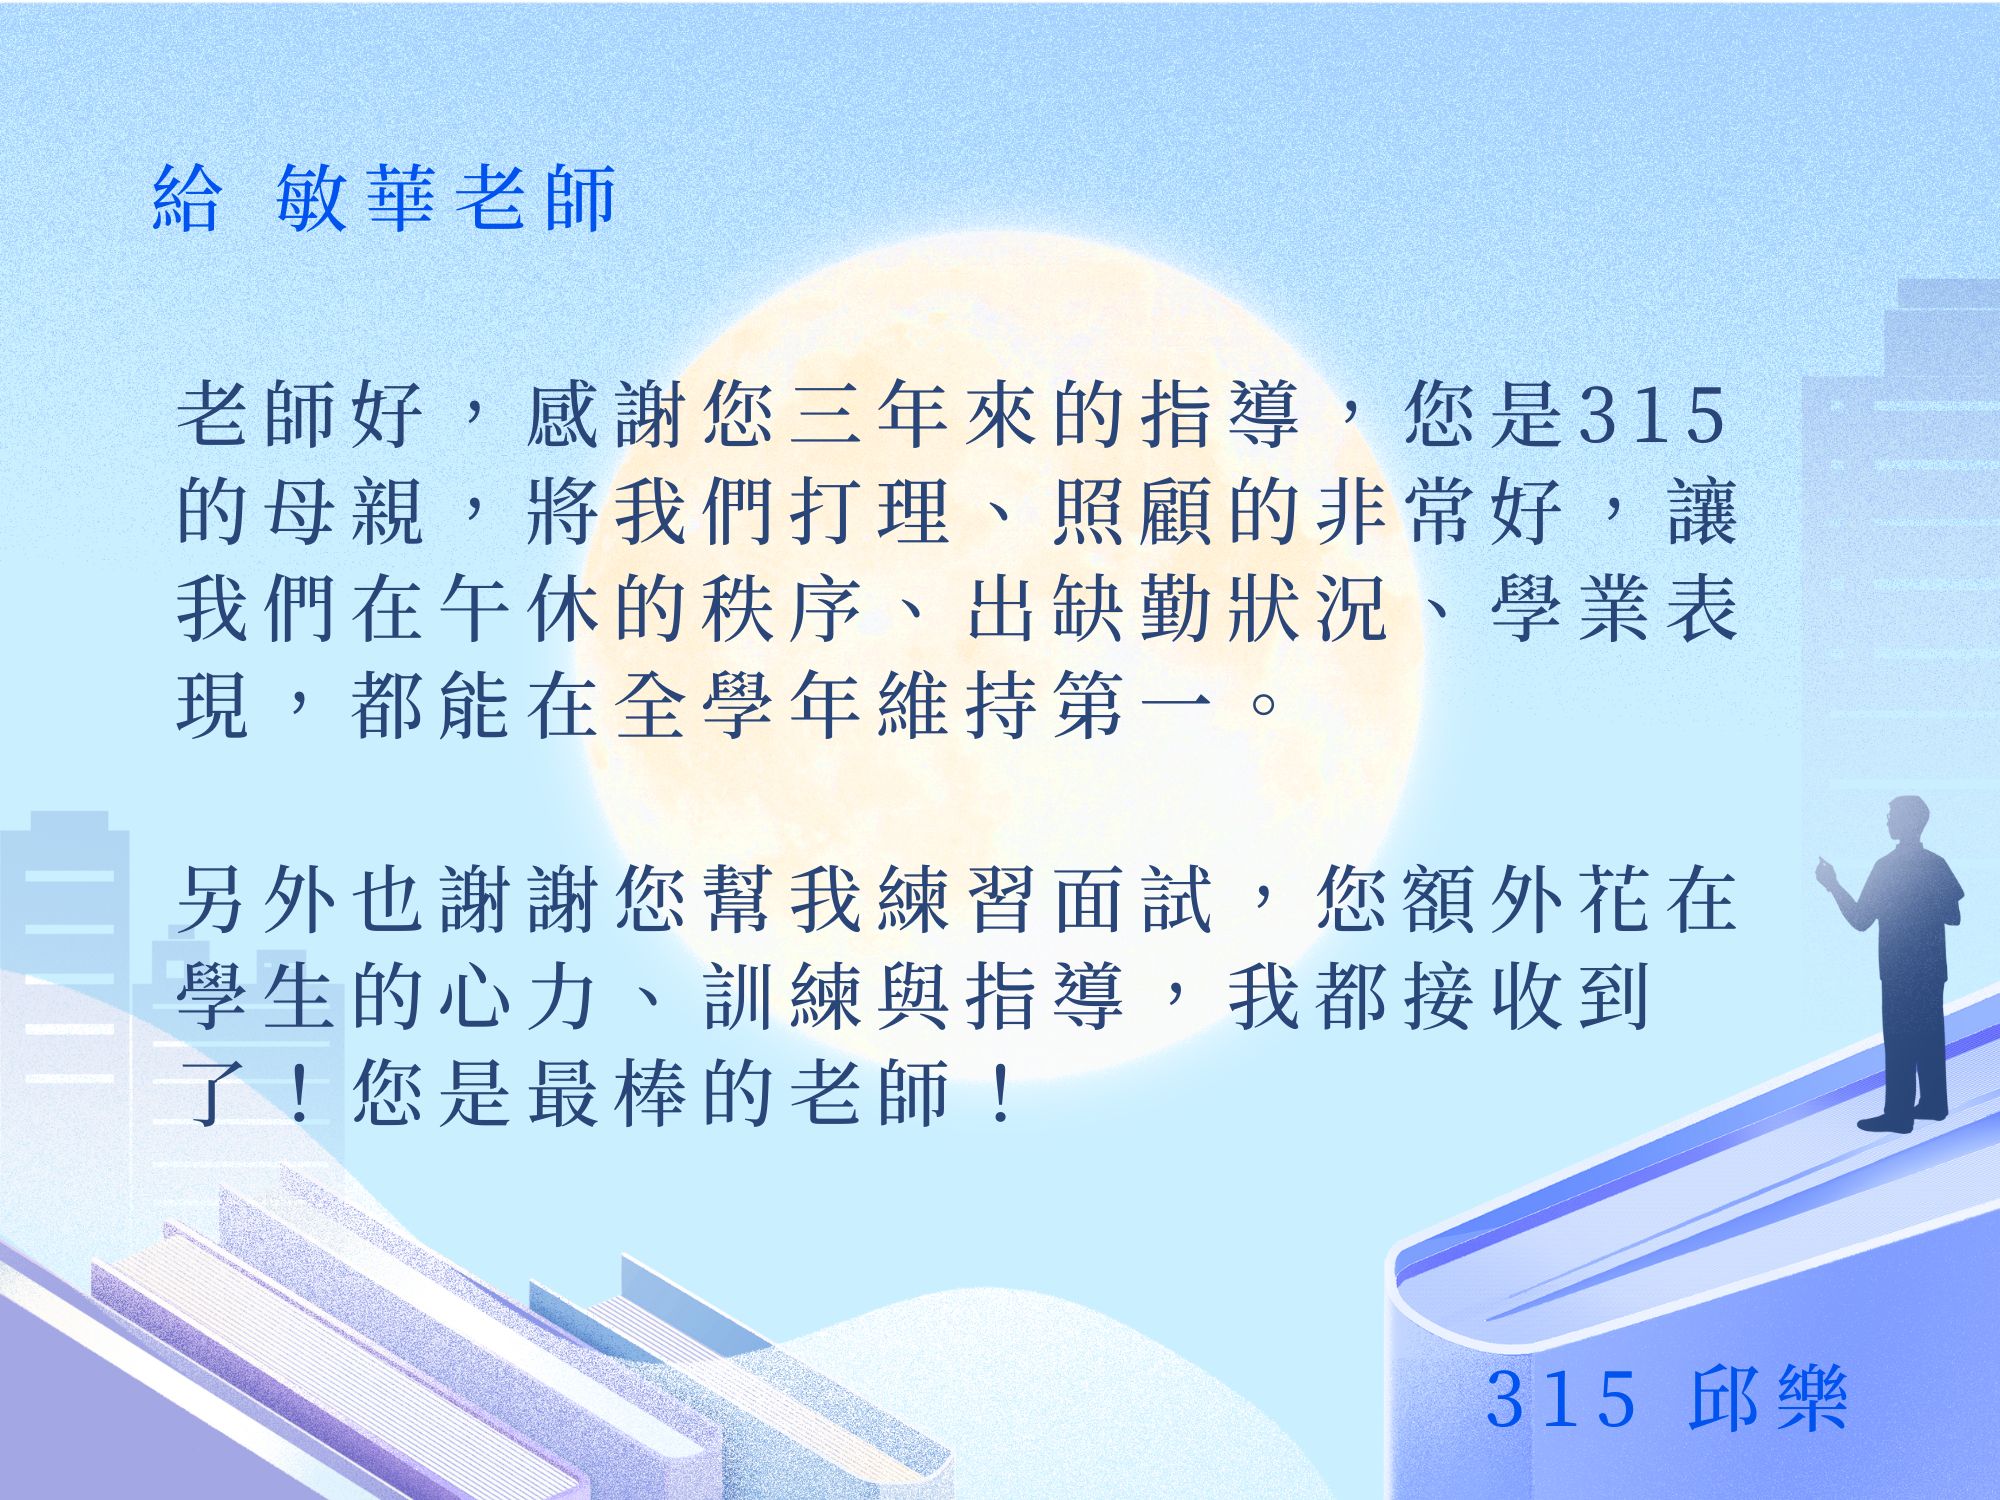 給 敏華老師
老師好，感謝您三年來的指導，您是315
的母親，將我們打理、照顧的非常好，讓
我們在午休的秩序、出缺勤狀況、學業表
現，都能在全學年維持第一。
另外也謝謝您幫我練習面試，您額外花在
學生的心力、訓練與指導，我都接收到
了！您是最棒的老師！
315 邱樂